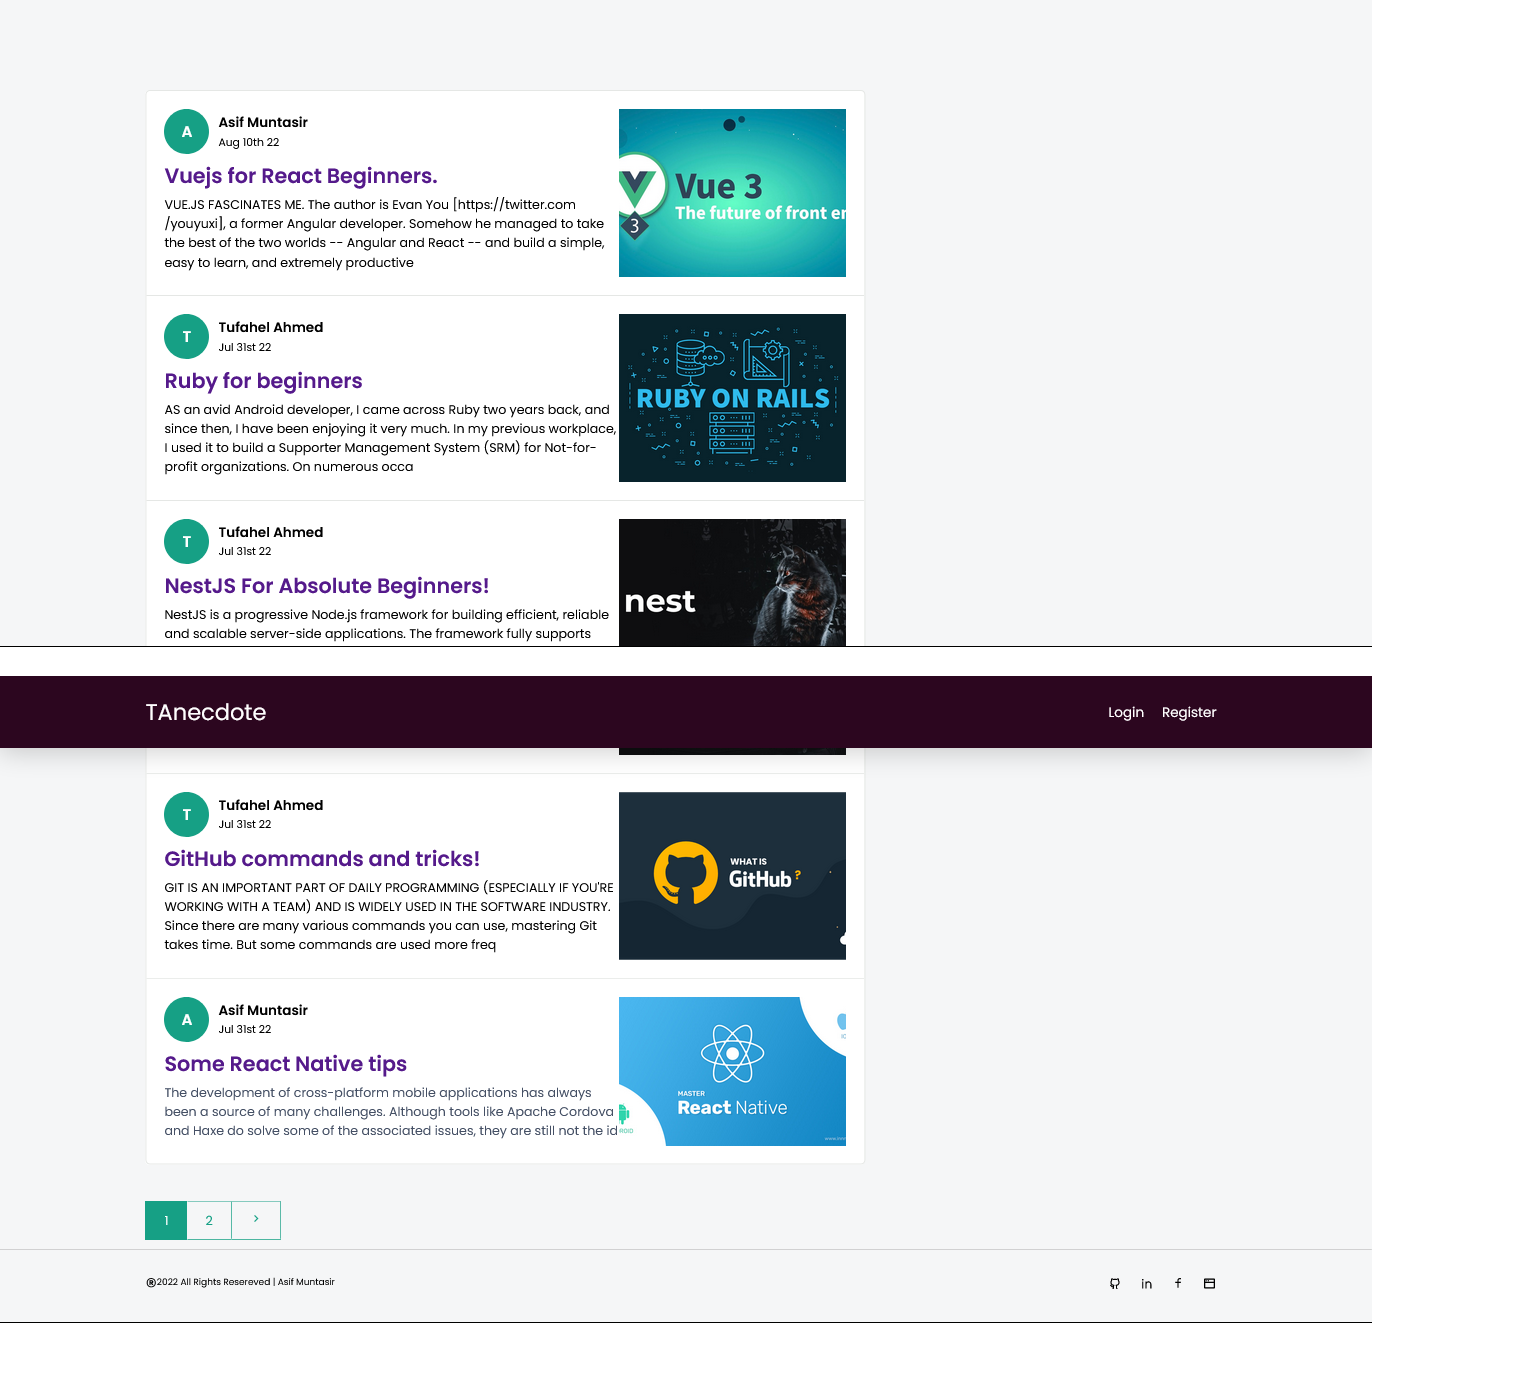 A
Asif Muntasir
Aug 10th 22
Vuejs for React Beginners.
VUE.JS FASCINATES ME. The author is Evan You [https://twitter.com
/youyuxi], a former Angular developer. Somehow he managed to take
the best of the two worlds -- Angular and React -- and build a simple,
easy to learn, and extremely productive
Vue 3
The future of front en
3
T
Tufahel Ahmed
Jul 31st 22
Ruby for beginners
AS an avid Android developer, I came across Ruby two years back, and
since then, I have been enjoying it very much. In my previous workplace,
I used it to build a Supporter Management System (SRM) for Not-for-
profit organizations. On numerous occa
RUBY ON RAILS
T
Tufahel Ahmed
Jul 31st 22
NestJS For Absolute Beginners!
NestJS is a progressive Node.js framework for building efficient, reliable
and scalable server-side applications. The framework fully supports
nest
TAnecdote
Login
Register
T
Tufahel Ahmed
Jul 31st 22
GitHub commands and tricks!
GIT IS AN IMPORTANT PART OF DAILY PROGRAMMING (ESPECIALLY IF YOU'RE
WORKING WITH A TEAM) AND IS WIDELY USED IN THE SOFTWARE INDUSTRY.
Since there are many various commands you can use, mastering Git
takes time. But some commands are used more freq
WHAT IS
GitHub ?
A
Asif Muntasir
Jul 31st 22
Some React Native tips
The development of cross-platform mobile applications has always
been a source of many challenges. Although tools like Apache Cordova
and Haxe do solve some of the associated issues, they are still not the id
MASTER
React Native
1
2
›
®2022 All Rights Resereved | Asif Muntasir